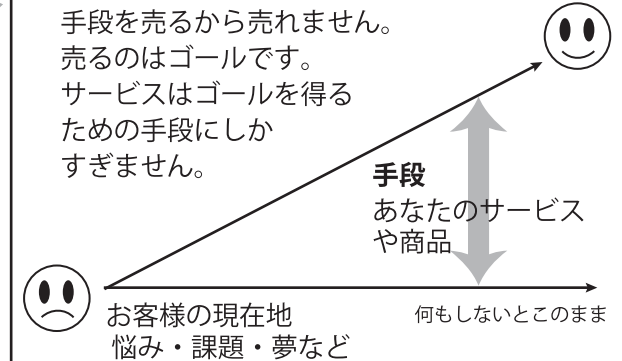 手段を売るから売れません。
売るのはゴールです。
サービスはゴールを得る
ための手段にしか
すぎません。
手段
あなたのサービス
や商品
お客様の現在地
悩み・課題・夢など
何もしないとこのまま